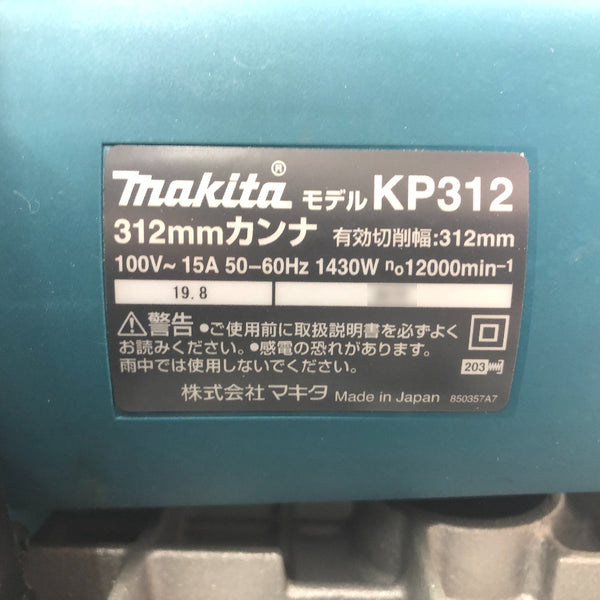 makita® モデル KP312
312mmカンナ 有効切削幅:312mm
100V～ 15A 50–60Hz 1430W no12000min-1
19.8
⚠警告 ●ご使用前に取扱説明書を必ずよく
お読みください。●感電の恐れがあります。
雨中では使用しないでください。
203
株式会社 マキタ Made in Japan 850357A7